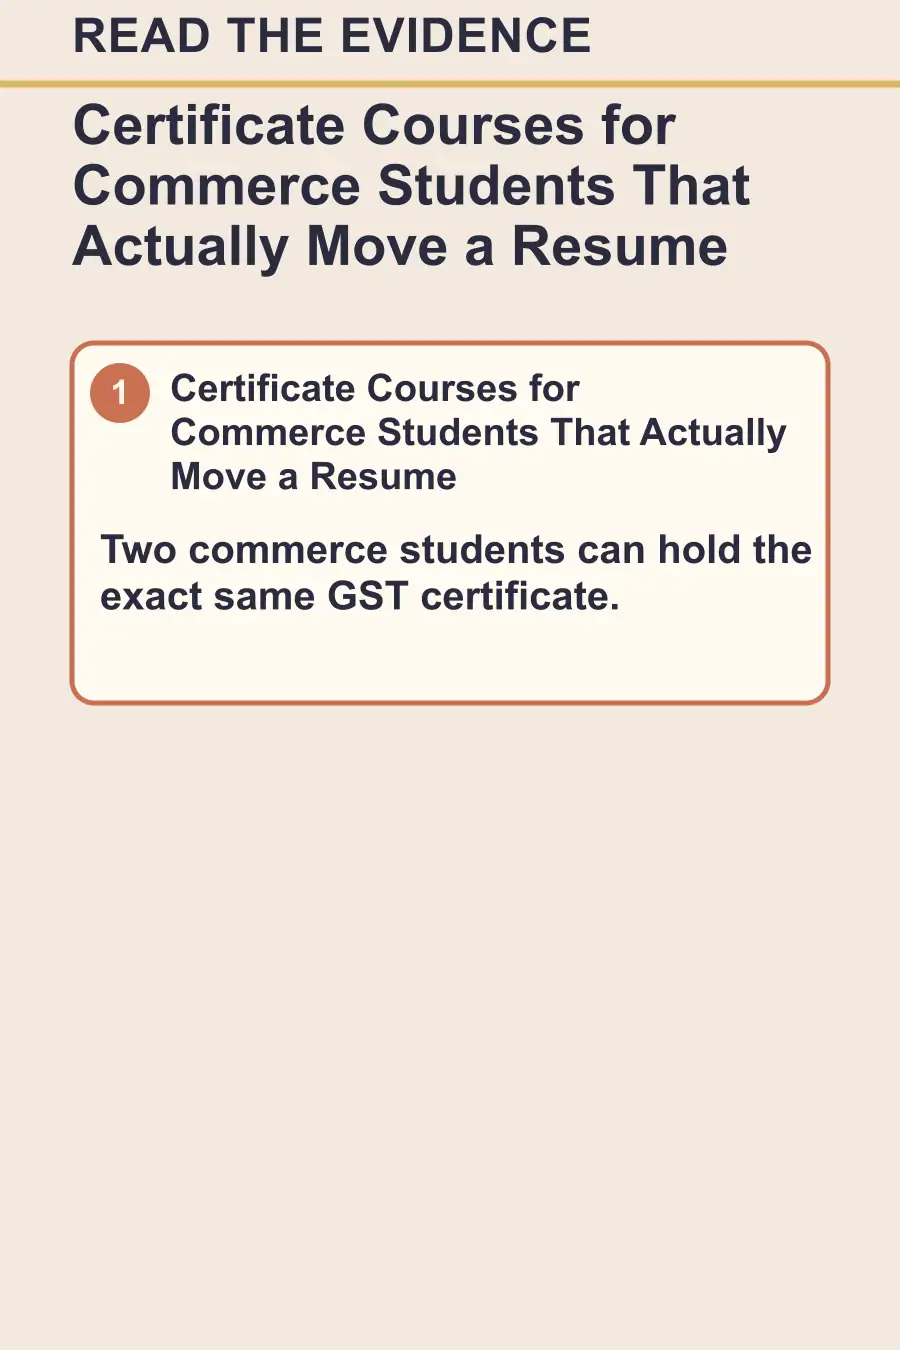 READ THE EVIDENCE
Certificate Courses for
Commerce Students That
Actually Move a Resume
1
Certificate Courses for
Commerce Students That Actually
Move a Resume
Two commerce students can hold the
exact same GST certificate.